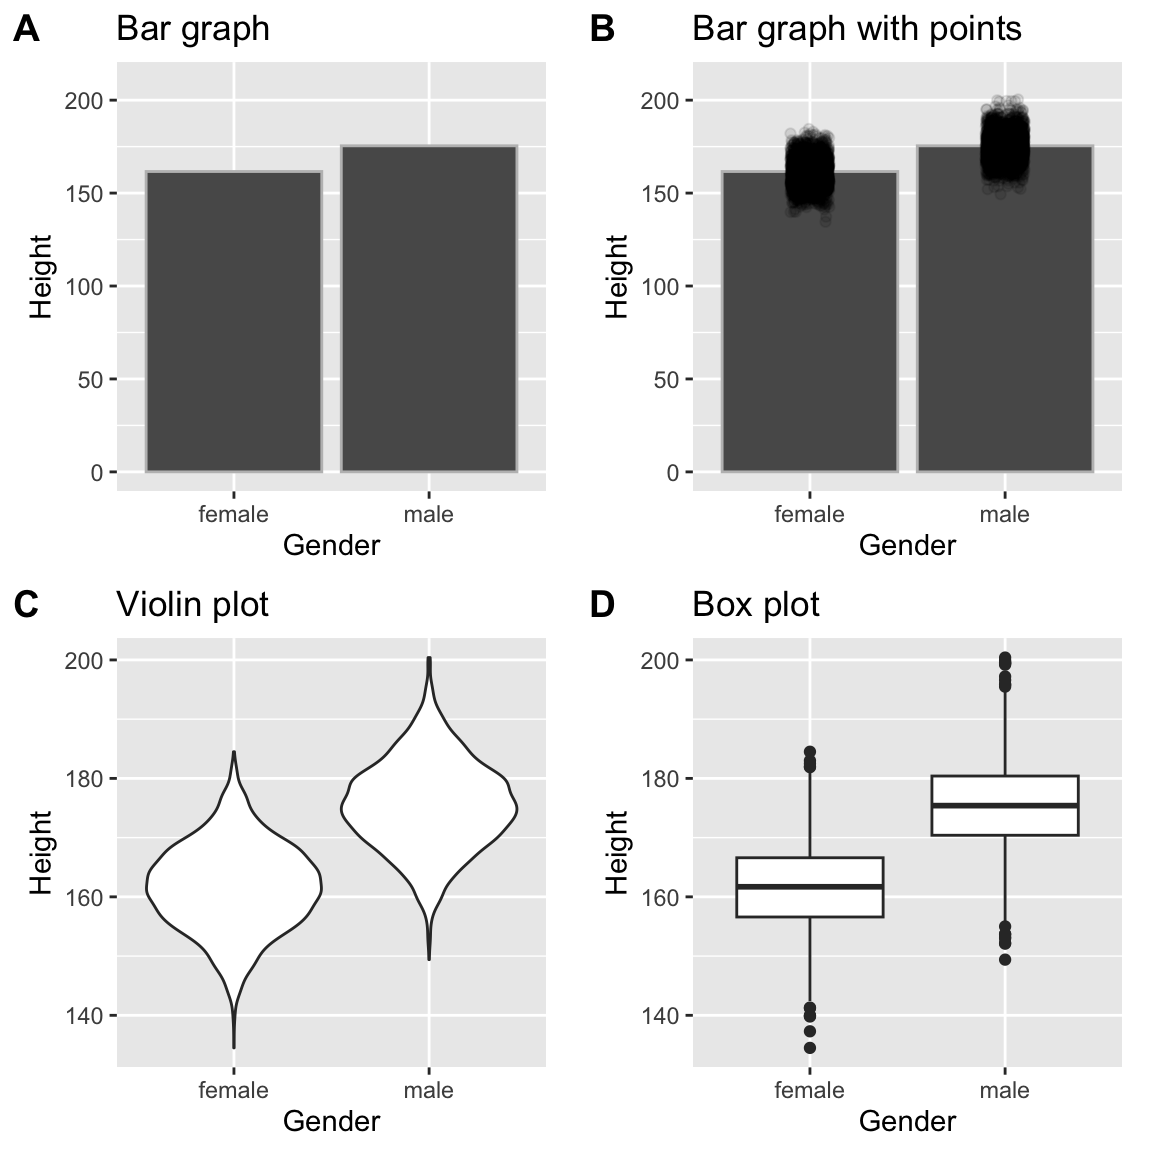 A Bar graph
200
150
100
50
0
Height
female male
Gender
B Bar graph with points
200
150
100
50
0
Height
female male
Gender
C Violin plot
200
180
160
140
Height
female male
Gender
D Box plot
200
180
160
140
Height
female male
Gender